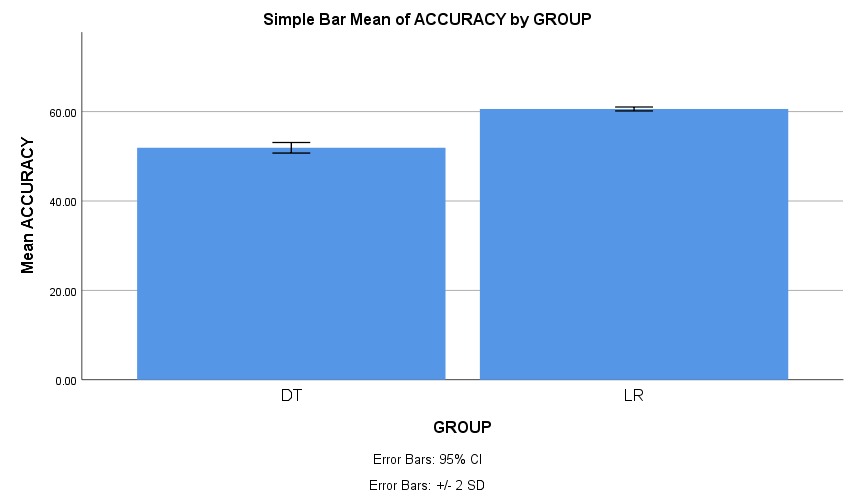 Simple Bar Mean of ACCURACY by GROUP
Mean ACCURACY
60.00
40.00
20.00
0.00
DT LR
GROUP
Error Bars: 95% CI
Error Bars: +/- 2 SD